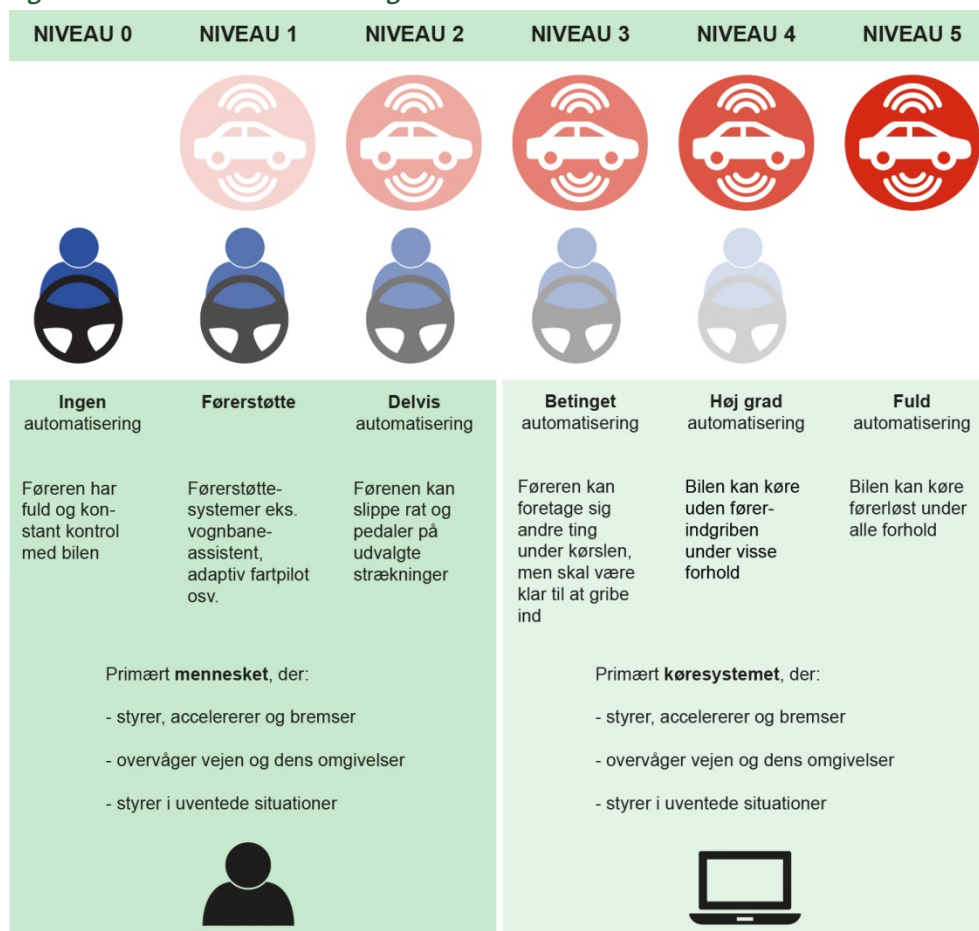 NIVEAU 0
NIVEAU 1
NIVEAU 2
NIVEAU 3
NIVEAU 4
NIVEAU 5
Ingen
automatisering
Føreren har
fuld og kon-
stant kontrol
med bilen
Førerstøtte
Førerstøtte-
systemer eks.
vognbane-
assistent,
adaptiv fartpilot
osv.
Delvis
automatisering
Førenen kan
slippe rat og
pedaler på
udvalgte
strækninger
Betinget
automatisering
Føreren kan
foretage sig
andre ting
under kørslen,
men skal være
klar til at gribe
ind
Høj grad
automatisering
Bilen kan køre
uden fører-
indgriben
under visse
forhold
Fuld
automatisering
Bilen kan køre
førerløst under
alle forhold
Primært mennesket, der:
- styrer, accelererer og bremser
- overvåger vejen og dens omgivelser
- styrer i uventede situationer
Primært køresystemet, der:
- styrer, accelererer og bremser
- overvåger vejen og dens omgivelser
- styrer i uventede situationer